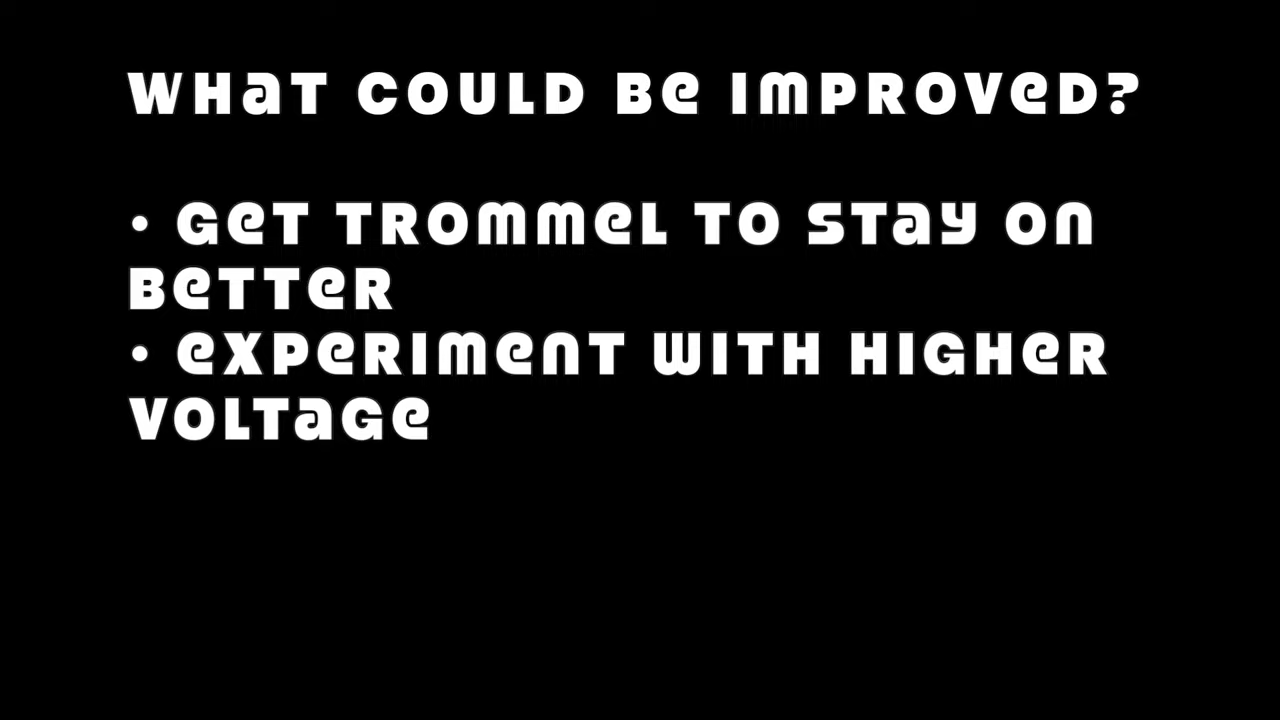 WHAT COULD BE IMPROVED?
• GET TROMMEL TO STAY ON
BETTER
• EXPERIMENT WITH HIGHER
VOLTAGE